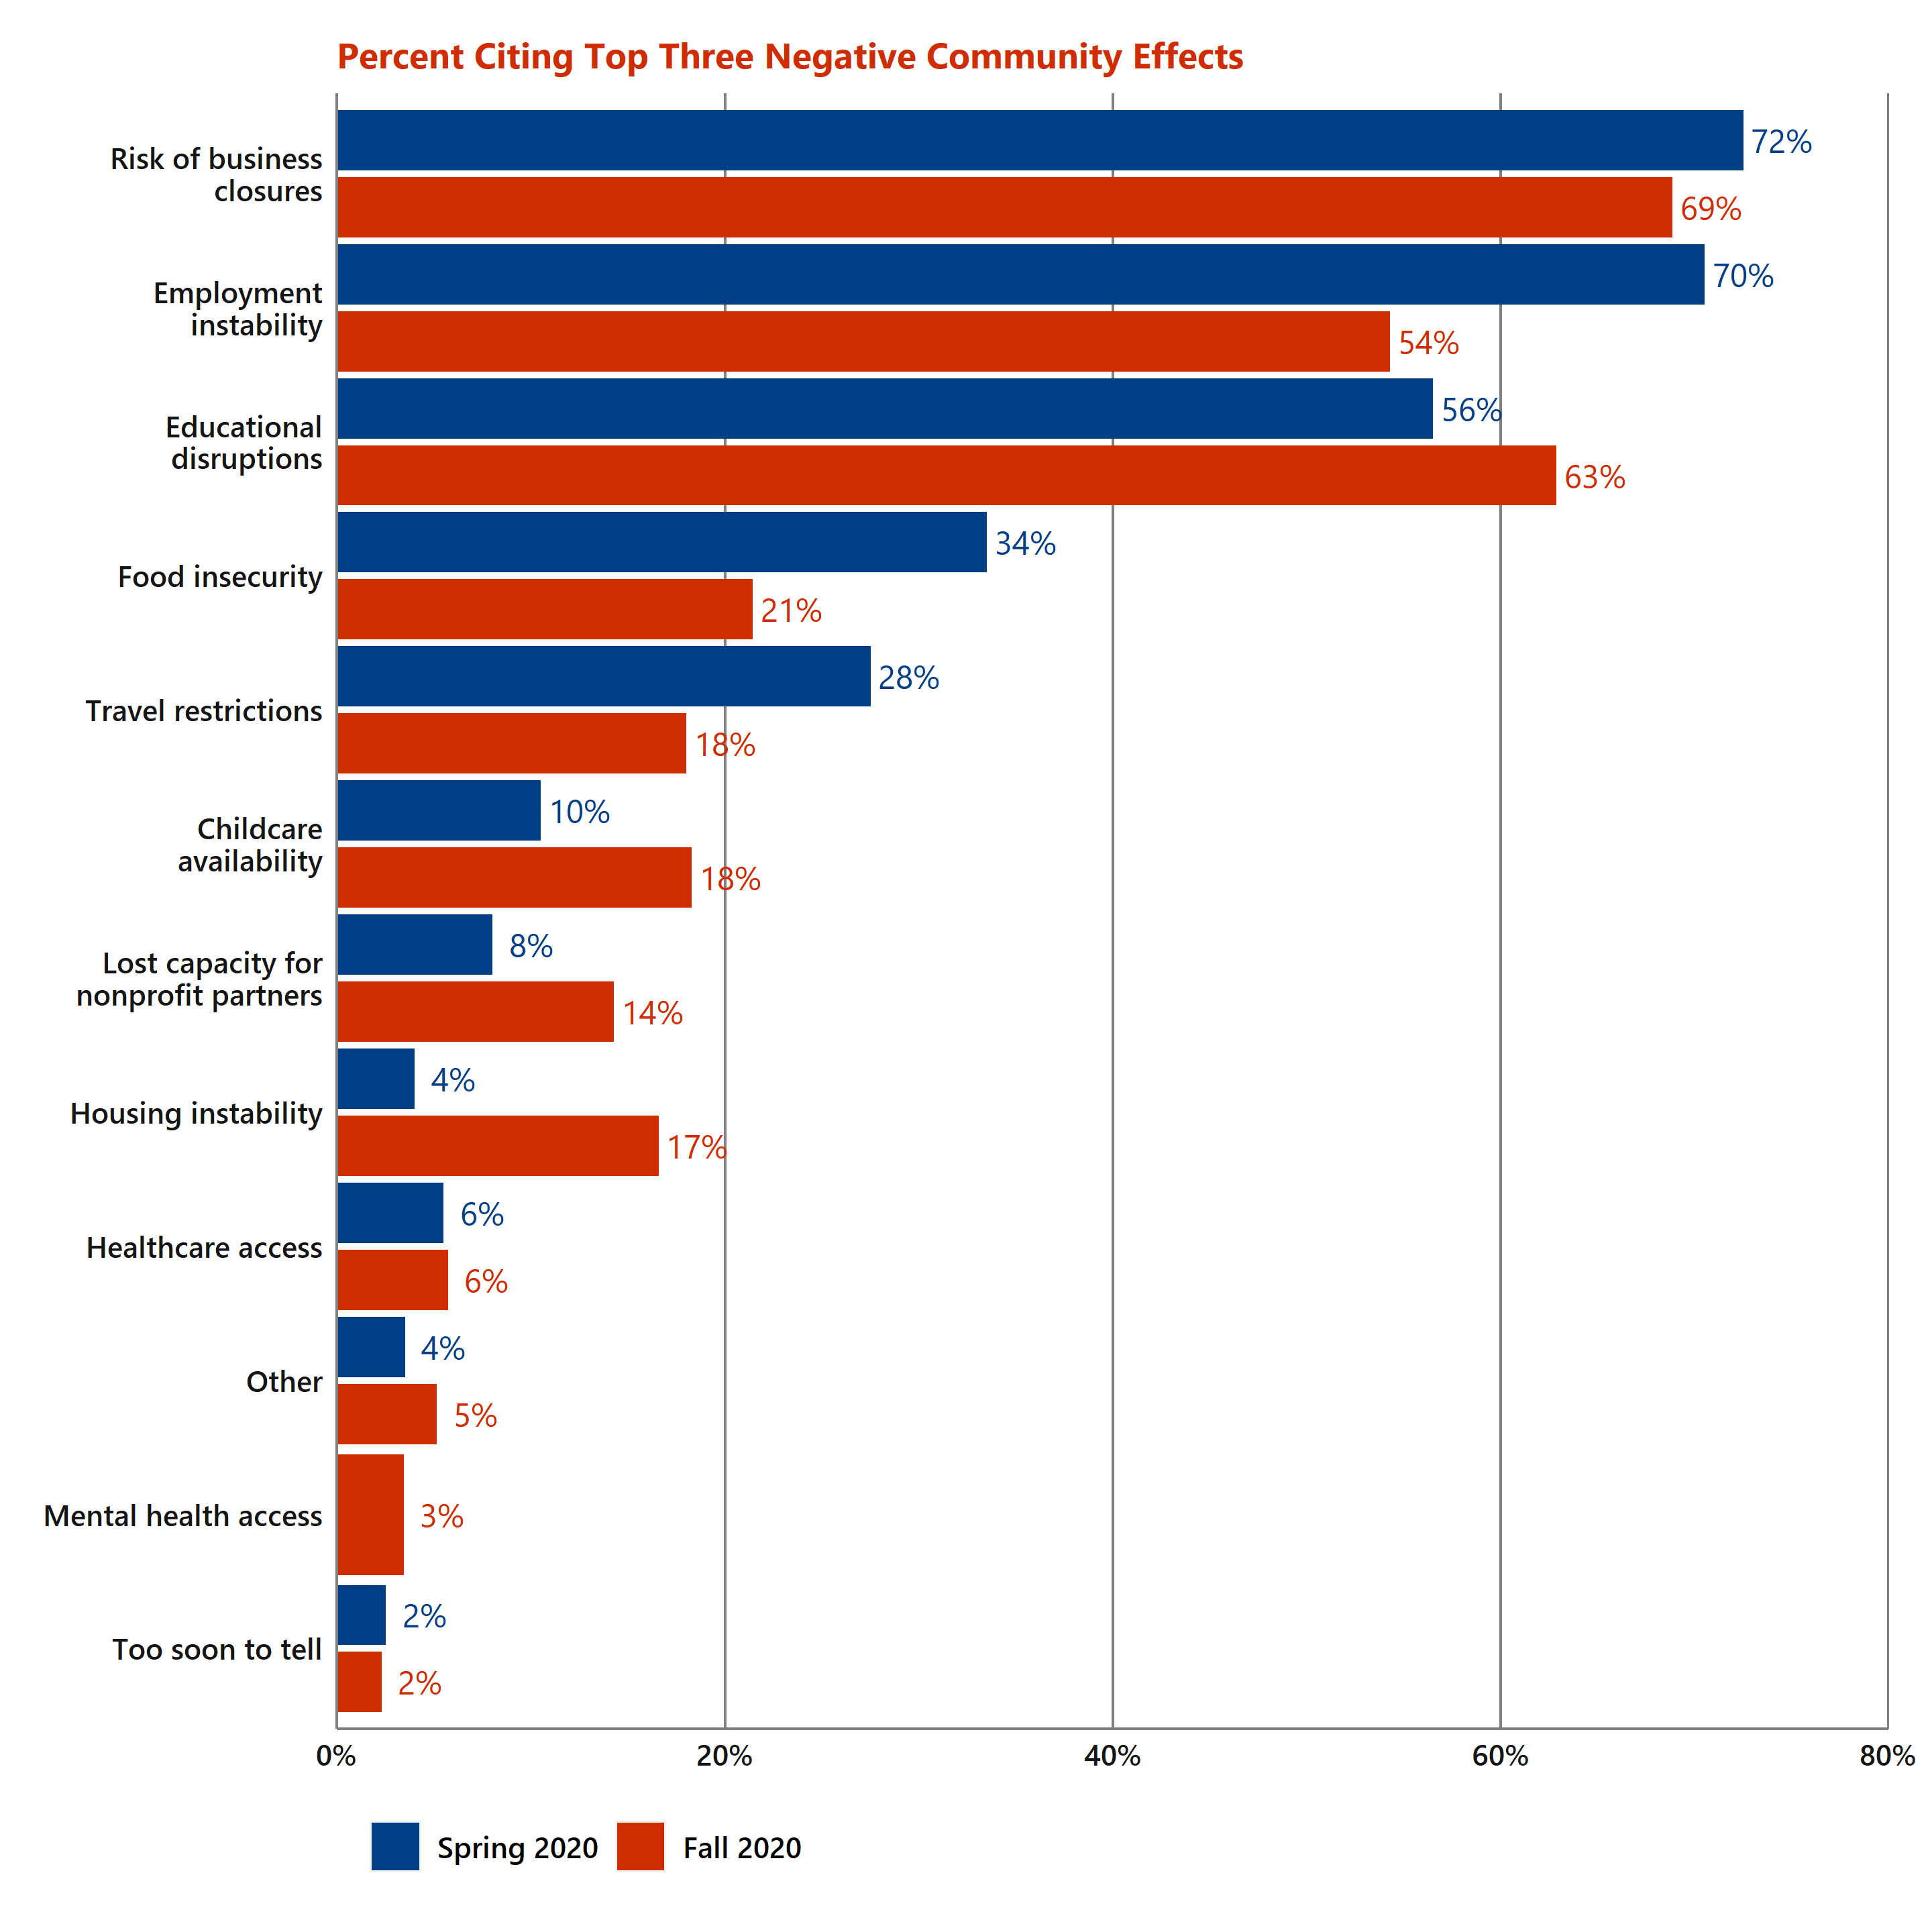 Percent Citing Top Three Negative Community Effects
Risk of business
closures
72%
69%
Employment
instability
70%
54%
Educational
disruptions
56%
63%
Food insecurity
34%
21%
Travel restrictions
28%
18%
Childcare
availability
10%
18%
Lost capacity for
nonprofit partners
8%
14%
Housing instability
4%
17%
Healthcare access
6%
6%
Other
4%
5%
Mental health access
3%
Too soon to tell
2%
2%
0% 20% 40% 60% 80%
Spring 2020 Fall 2020